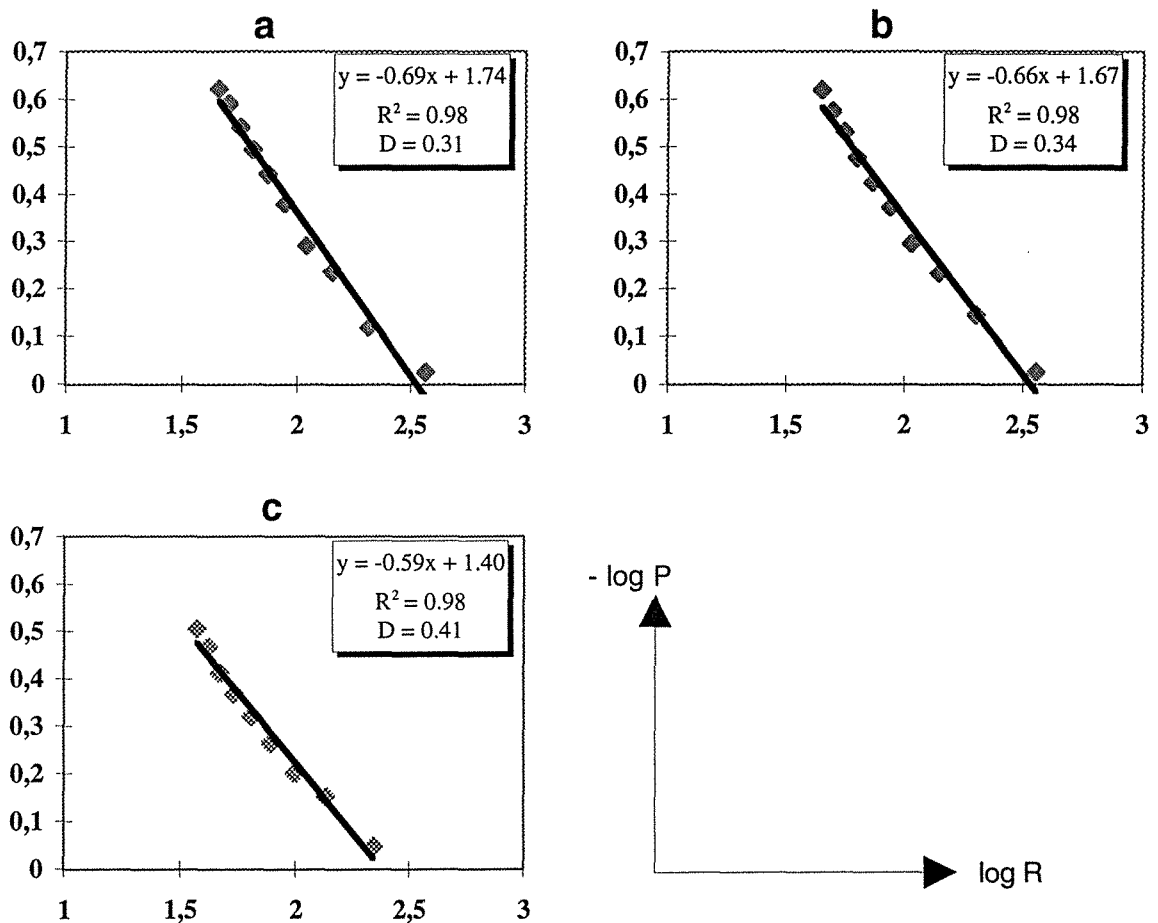 a
0,7
0,6
0,5
0,4
0,3
0,2
0,1
0
1
1,5
2
2,5
3
y = -0.69x + 1.74
R² = 0.98
D = 0.31
b
0,7
0,6
0,5
0,4
0,3
0,2
0,1
0
1
1,5
2
2,5
3
y = -0.66x + 1.67
R² = 0.98
D = 0.34
c
0,7
0,6
0,5
0,4
0,3
0,2
0,1
0
1
1,5
2
2,5
3
y = -0.59x + 1.40
R² = 0.98
D = 0.41
- log P
log R